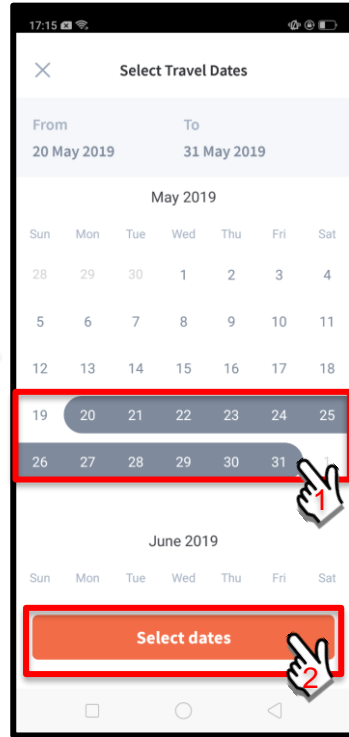 17:15
Select Travel Dates
From To
20 May 2019 31 May 2019
May 2019
Sun Mon Tue Wed Thu Fri Sat
28 29 30 1 2 3 4
5 6 7 8 9 10 11
12 13 14 15 16 17 18
19 20 21 22 23 24 25
26 27 28 29 30 31 1
1
June 2019
Sun Mon Tue Wed Thu Fri Sat
Select dates
2